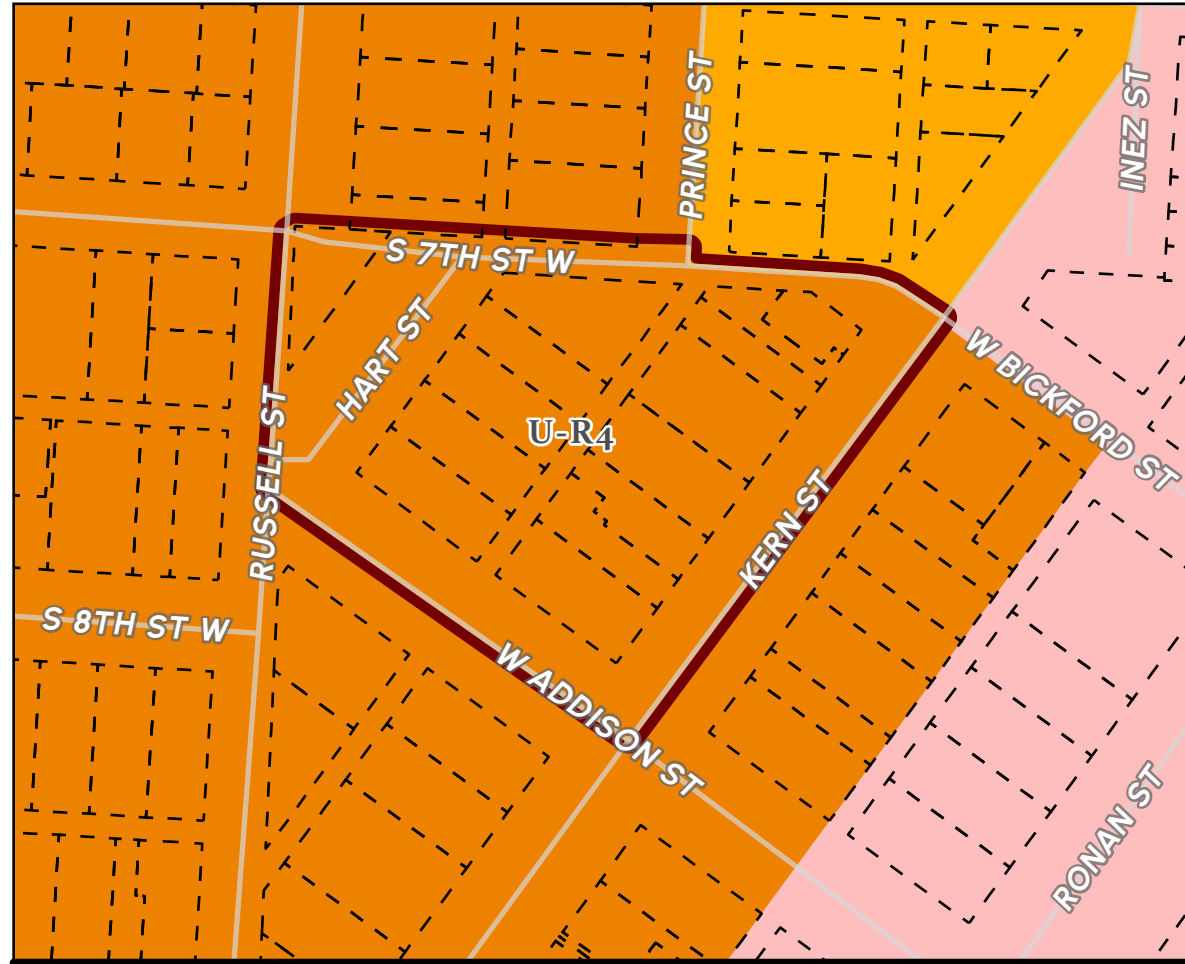 PRINCE ST
INEZ ST
S 7TH ST W
HART ST
W BICKFORD ST
U-R4
RUSSELL ST
KERN ST
S 8TH ST W
W ADDISON ST
RONAN ST